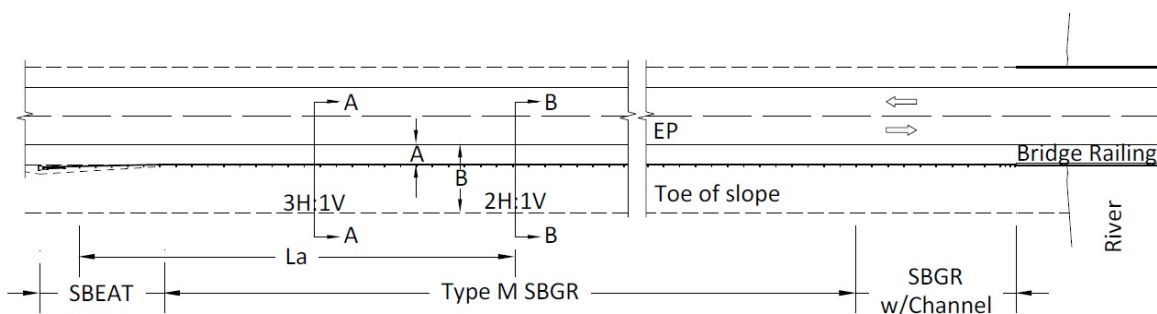 A
B
EP
A
Bridge Railing
B
3H:1V
2H:1V
Toe of slope
A
B
River
La
SBEAT
Type M SBGR
SBGR
w/Channel